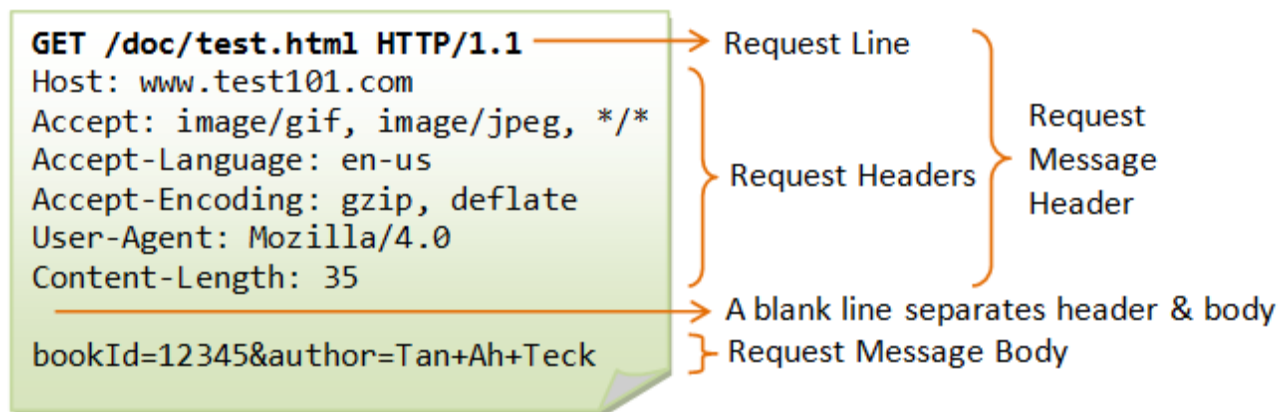 GET /doc/test.html HTTP/1.1
Host: www.test101.com
Accept: image/gif, image/jpeg, */*
Accept-Language: en-us
Accept-Encoding: gzip, deflate
User-Agent: Mozilla/4.0
Content-Length: 35
bookId=12345&author=Tan+Ah+Teck
Request Line
Request Headers
Request
Message
Header
A blank line separates header & body
Request Message Body